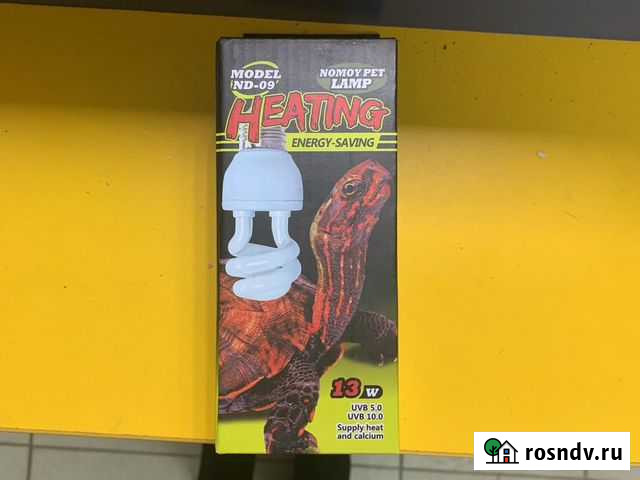 MODEL
ND-09
NOMOY PET
LAMP
HEATING
ENERGY-SAVING
13 W
UVB 5.0
UVB 10.0
Supply heat
and calcium
rosndv.ru